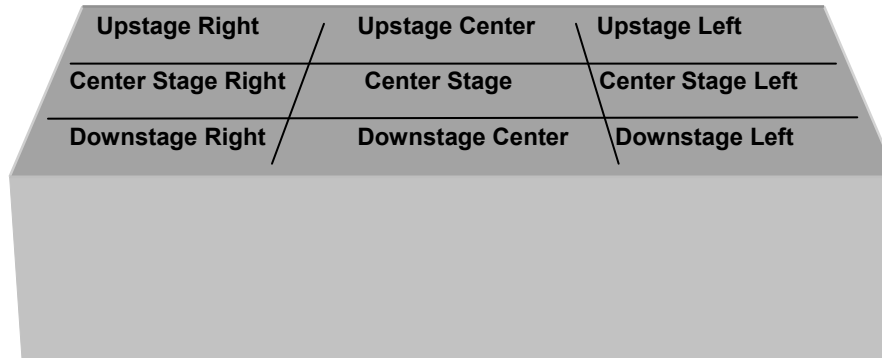 Upstage Right Upstage Center Upstage Left
Center Stage Right Center Stage Center Stage Left
Downstage Right Downstage Center Downstage Left